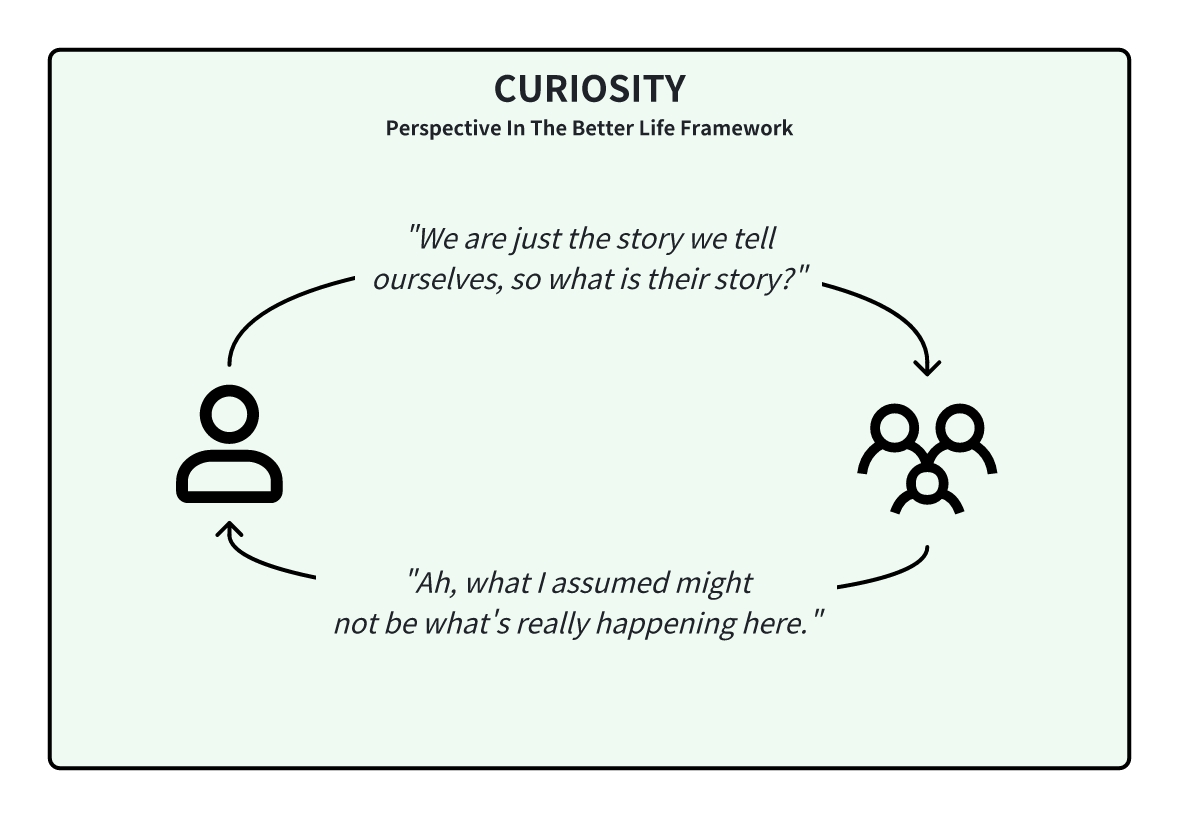 CURIOSITY
Perspective In The Better Life Framework
"We are just the story we tell
ourselves, so what is their story?"
"Ah, what I assumed might
not be what's really happening here."